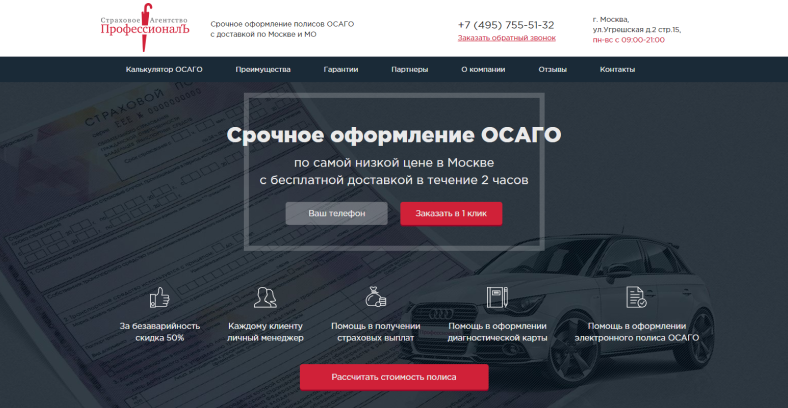 Страховое Агентство
ПрофессионалЪ
Срочное оформление полисов ОСАГО
с доставкой по Москве и МО
+7 (495) 755-51-32
Заказать обратный звонок
г. Москва,
ул.Угрешская д.2 стр.15,
пн-вс с 09:00-21:00
Калькулятор ОСАГО Преимущества Гарантии Партнеры О компании Отзывы Контакты
СТРАХОВОЙ ПО
Срочное оформление ОСАГО
по самой низкой цене в Москве
с бесплатной доставкой в течение 2 часов
Ваш телефон Заказать в 1 клик
За безаварийность
скидка 50%
Каждому клиенту
личный менеджер
Помощь в получении
страховых выплат
Помощь в оформлении
диагностической карты
Помощь в оформлении
электронного полиса ОСАГО
Рассчитать стоимость полиса